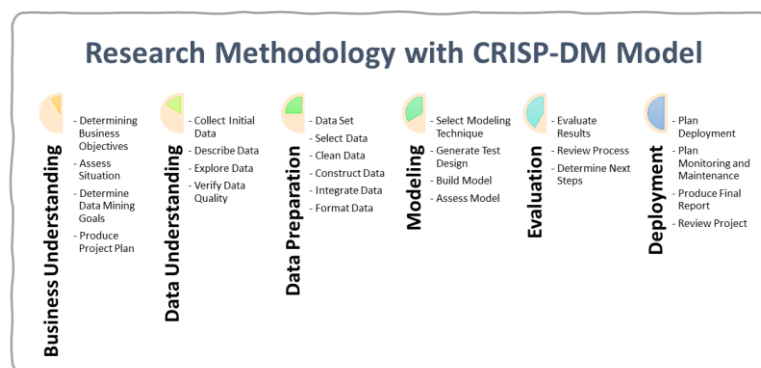 Research Methodology with CRISP-DM Model
Business Understanding
- Determining
Business
Objectives
- Assess
Situation
- Determine
Data Mining
Goals
- Produce
Project Plan
Data Understanding
- Collect Initial
Data
- Describe Data
- Explore Data
- Verify Data
Quality
Data Preparation
- Data Set
- Select Data
- Clean Data
- Construct Data
- Integrate Data
- Format Data
Modeling
- Select Modeling
Technique
- Generate Test
Design
- Build Model
- Assess Model
Evaluation
- Evaluate
Results
- Review Process
- Determine Next
Steps
Deployment
- Plan
Deployment
- Plan
Monitoring and
Maintenance
- Produce Final
Report
- Review Project